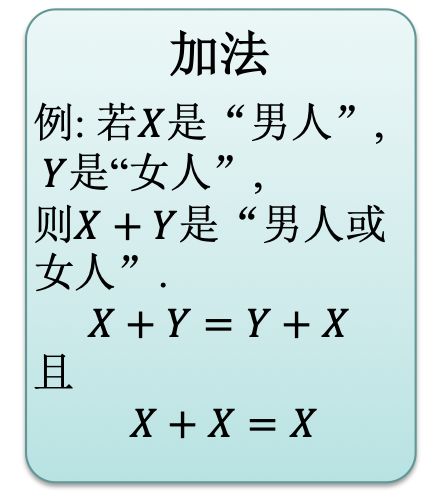 加法
例: 若X是“男人”,
Y是“女人”,
则X + Y是“男人或
女人”.
X + Y = Y + X
且
X + X = X